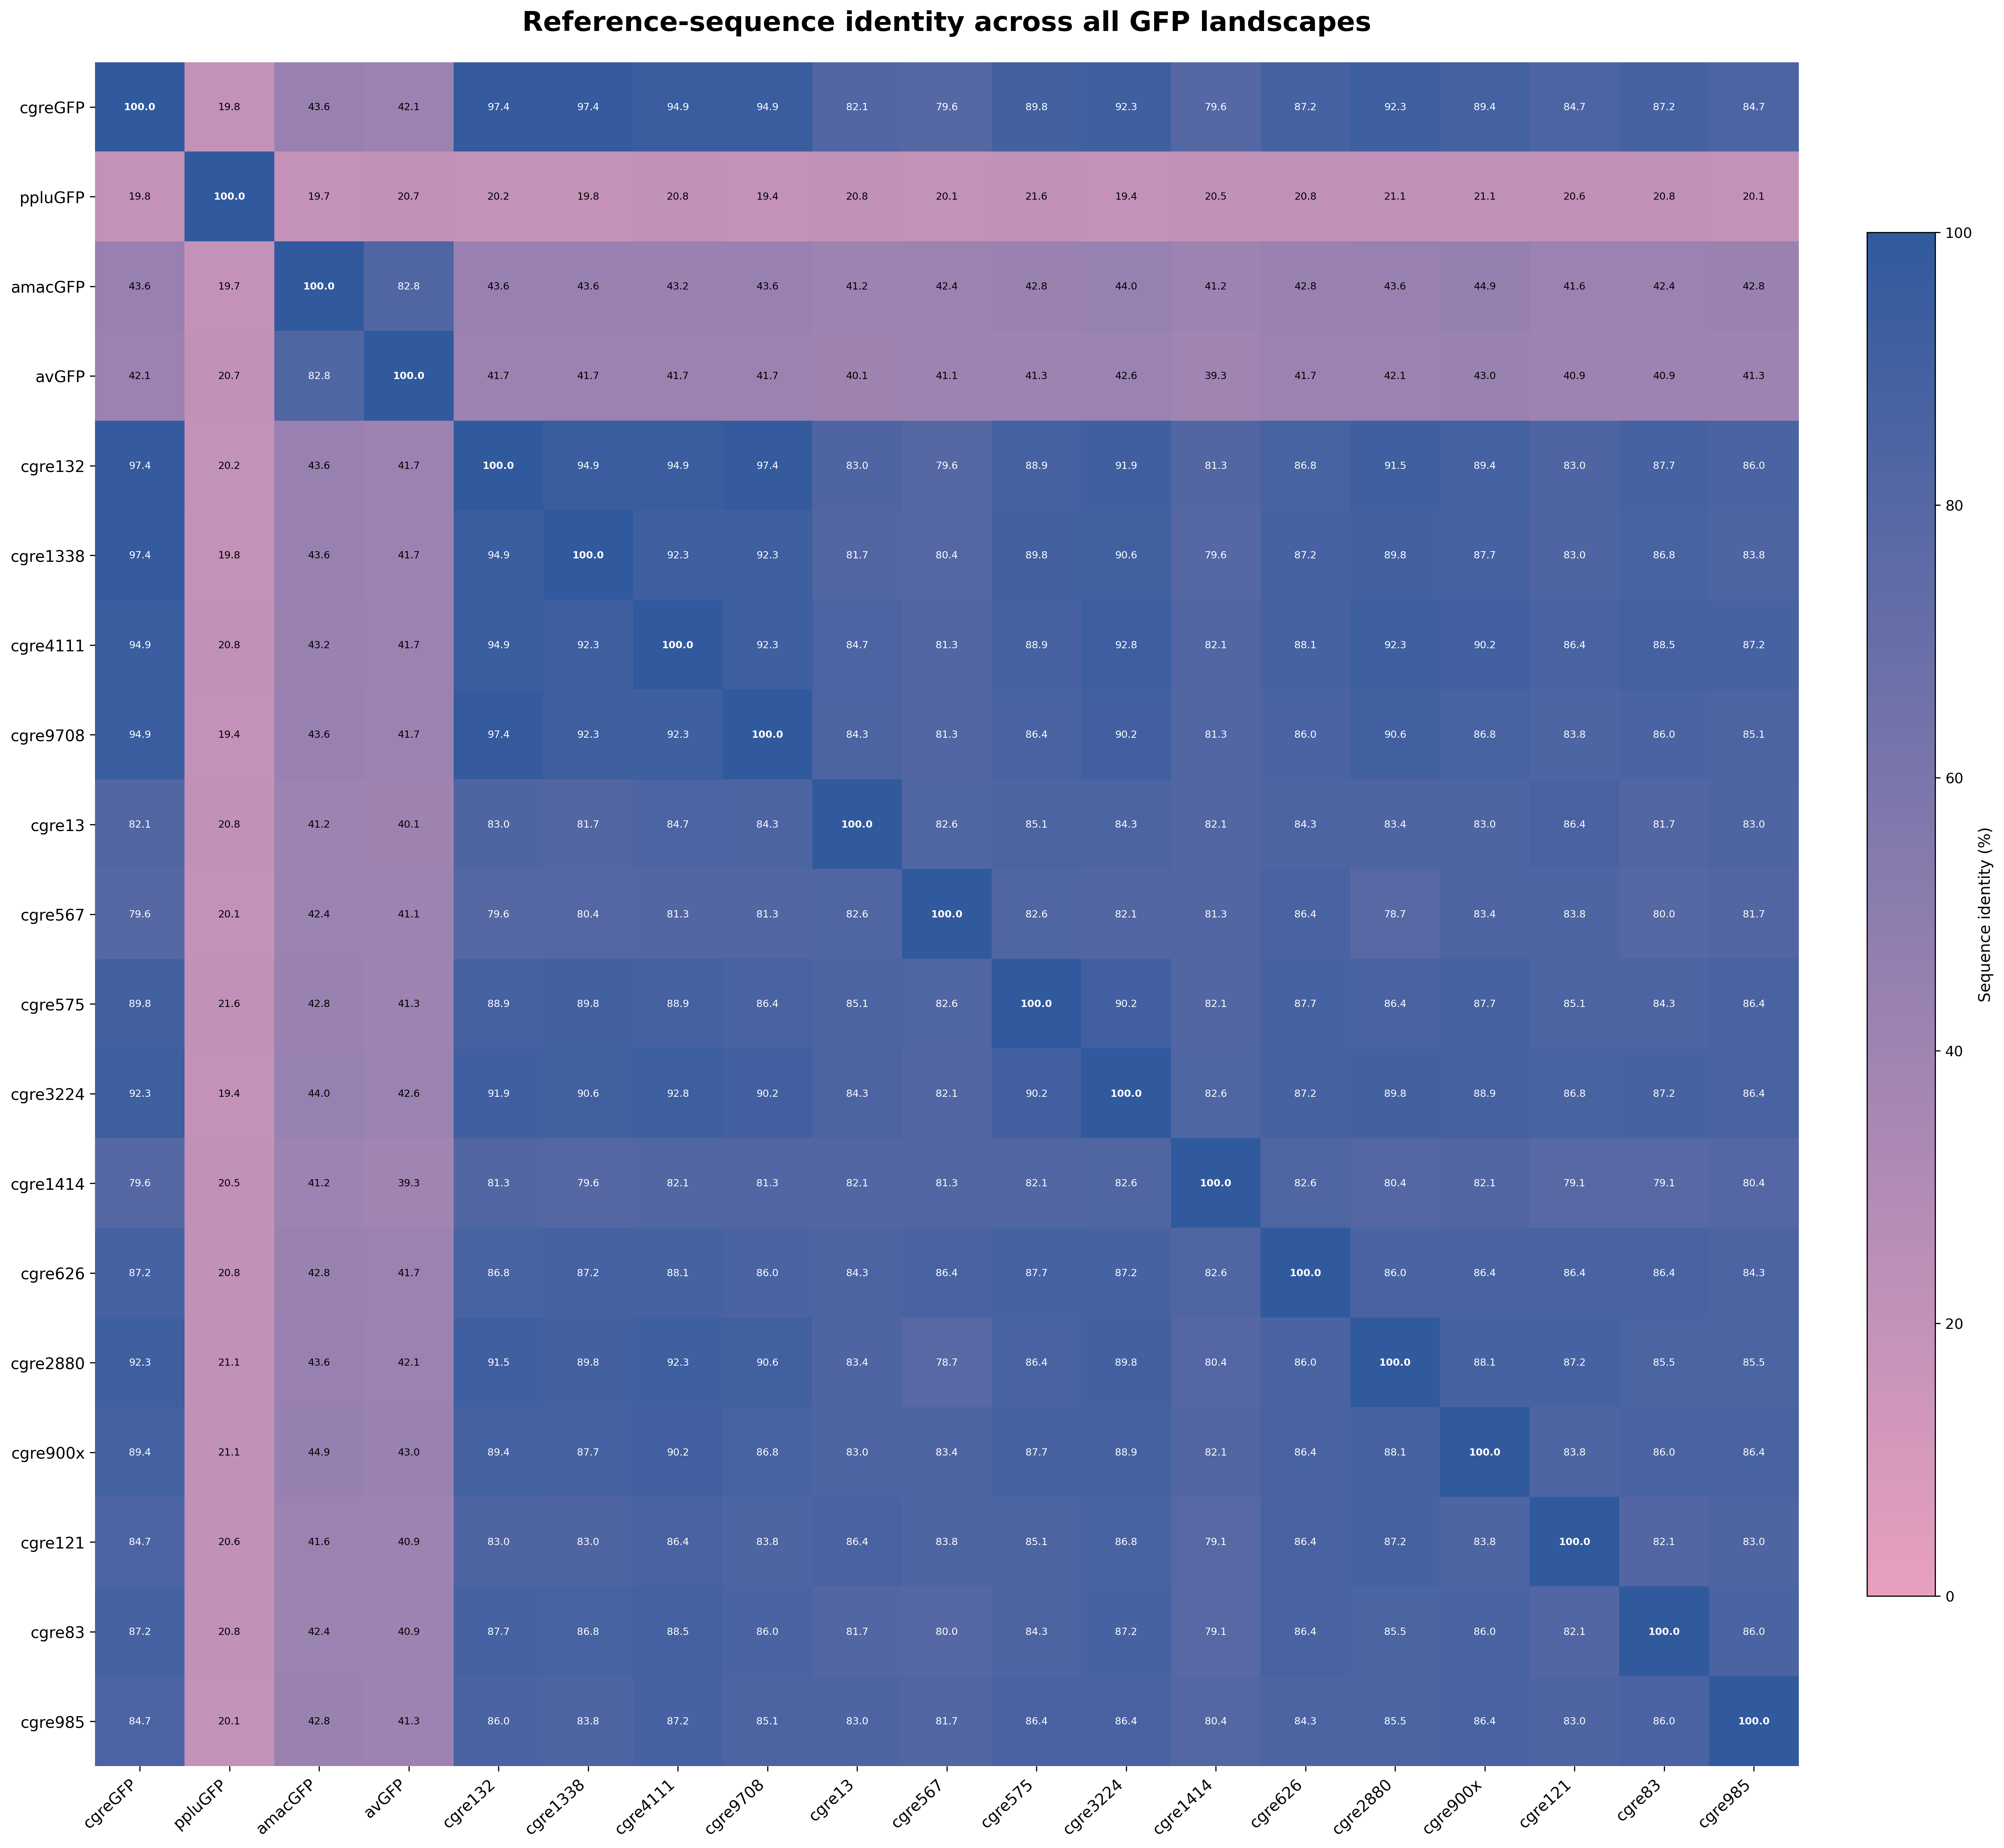 Reference-sequence identity across all GFP landscapes
cgreGFP 100.0 19.8 43.6 42.1 97.4 97.4 94.9 94.9 82.1 79.6 89.8 92.3 79.6 87.2 92.3 89.4 84.7 87.2 84.7
ppluGFP 19.8 100.0 19.7 20.7 20.2 19.8 20.8 19.4 20.8 20.1 21.6 19.4 20.5 20.8 21.1 21.1 20.6 20.8 20.1
amacGFP 43.6 19.7 100.0 82.8 43.6 43.6 43.2 43.6 41.2 42.4 42.8 44.0 41.2 42.8 43.6 44.9 41.6 42.4 42.8
avGFP 42.1 20.7 82.8 100.0 41.7 41.7 41.7 41.7 40.1 41.1 41.3 42.6 39.3 41.7 42.1 43.0 40.9 40.9 41.3
cgre132 97.4 20.2 43.6 41.7 100.0 94.9 94.9 97.4 83.0 79.6 88.9 91.9 81.3 86.8 91.5 89.4 83.0 87.7 86.0
cgre1338 97.4 19.8 43.6 41.7 94.9 100.0 92.3 92.3 81.7 80.4 89.8 90.6 79.6 87.2 89.8 87.7 83.0 86.8 83.8
cgre4111 94.9 20.8 43.2 41.7 94.9 92.3 100.0 92.3 84.7 81.3 88.9 92.8 82.1 88.1 92.3 90.2 86.4 88.5 87.2
cgre9708 94.9 19.4 43.6 41.7 97.4 92.3 92.3 100.0 84.3 81.3 86.4 90.2 81.3 86.0 90.6 86.8 83.8 86.0 85.1
cgre13 82.1 20.8 41.2 40.1 83.0 81.7 84.7 84.3 100.0 82.6 85.1 84.3 82.1 84.3 83.4 83.0 86.4 81.7 83.0
cgre567 79.6 20.1 42.4 41.1 79.6 80.4 81.3 81.3 82.6 100.0 82.6 82.1 81.3 86.4 78.7 83.4 83.8 80.0 81.7
cgre575 89.8 21.6 42.8 41.3 88.9 89.8 88.9 86.4 85.1 82.6 100.0 90.2 82.1 87.7 86.4 87.7 85.1 84.3 86.4
cgre3224 92.3 19.4 44.0 42.6 91.9 90.6 92.8 90.2 84.3 82.1 90.2 100.0 82.6 87.2 89.8 88.9 86.8 87.2 86.4
cgre1414 79.6 20.5 41.2 39.3 81.3 79.6 82.1 81.3 82.1 81.3 82.1 82.6 100.0 82.6 80.4 82.1 79.1 79.1 80.4
cgre626 87.2 20.8 42.8 41.7 86.8 87.2 88.1 86.0 84.3 86.4 87.7 87.2 82.6 100.0 86.0 86.4 86.4 86.4 84.3
cgre2880 92.3 21.1 43.6 42.1 91.5 89.8 92.3 90.6 83.4 78.7 86.4 89.8 80.4 86.0 100.0 88.1 87.2 85.5 85.5
cgre900x 89.4 21.1 44.9 43.0 89.4 87.7 90.2 86.8 83.0 83.4 87.7 88.9 82.1 86.4 88.1 100.0 83.8 86.0 86.4
cgre121 84.7 20.6 41.6 40.9 83.0 83.0 86.4 83.8 86.4 83.8 85.1 86.8 79.1 86.4 87.2 83.8 100.0 82.1 83.0
cgre83 87.2 20.8 42.4 40.9 87.7 86.8 88.5 86.0 81.7 80.0 84.3 87.2 79.1 86.4 85.5 86.0 82.1 100.0 86.0
cgre985 84.7 20.1 42.8 41.3 86.0 83.8 87.2 85.1 83.0 81.7 86.4 86.4 80.4 84.3 85.5 86.4 83.0 86.0 100.0
cgreGFP ppluGFP amacGFP avGFP cgre132 cgre1338 cgre4111 cgre9708 cgre13 cgre567 cgre575 cgre3224 cgre1414 cgre626 cgre2880 cgre900x cgre121 cgre83 cgre985
100
80
60
40
20
0
Sequence identity (%)